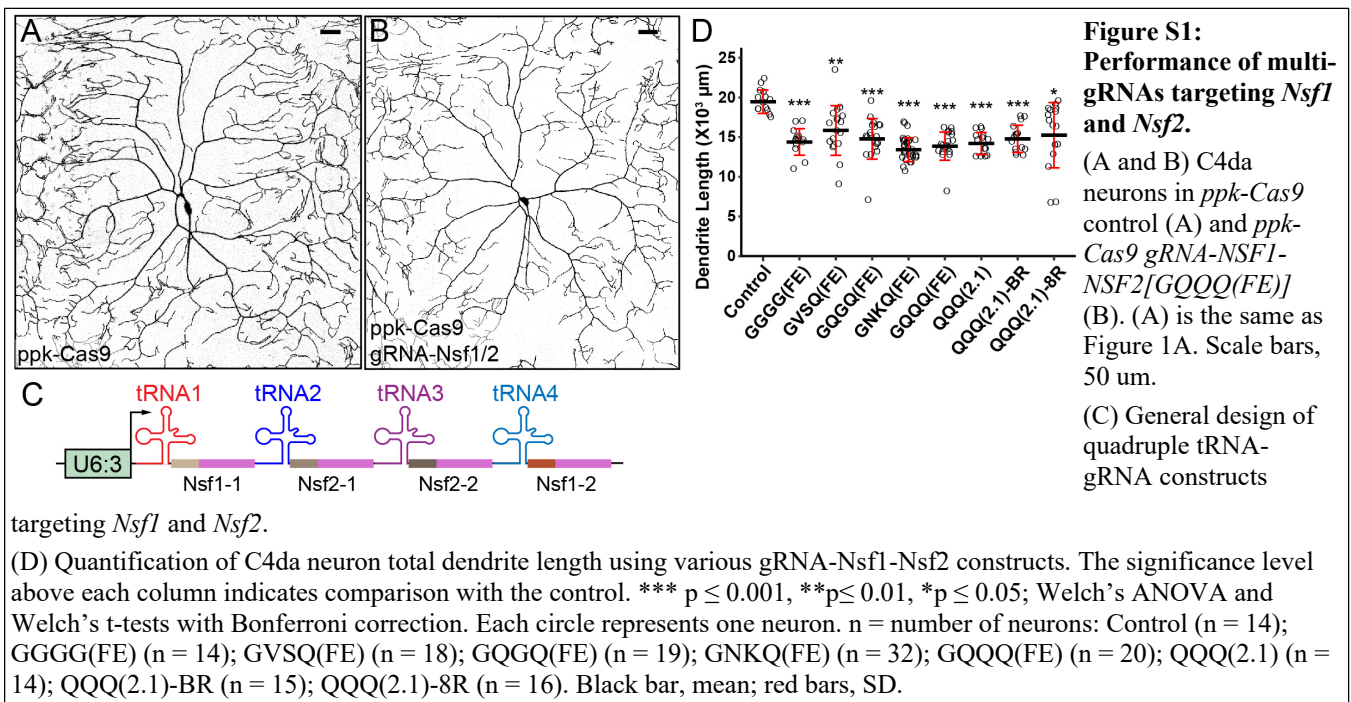 A
ppk-Cas9
B
ppk-Cas9
gRNA-Nsf1/2
C
tRNA1 tRNA2 tRNA3 tRNA4
U6:3
Nsf1-1 Nsf2-1 Nsf2-2 Nsf1-2
D
Dendrite Length (X10³ µm)
25
20
15
10
5
0
*** ** *** *** *** *** *** *
Control
GGGG(FE)
GVSQ(FE)
GQGQ(FE)
GNKQ(FE)
GQQQ(FE)
QQQ(2.1)
QQQ(2.1)-BR
QQQ(2.1)-8R
Figure S1:
Performance of multi-
gRNAs targeting Nsf1
and Nsf2.
(A and B) C4da
neurons in ppk-Cas9
control (A) and ppk-
Cas9 gRNA-NSF1-
NSF2[GQQQ(FE)]
(B). (A) is the same as
Figure 1A. Scale bars,
50 um.
(C) General design of
quadruple tRNA-
gRNA constructs
targeting Nsf1 and Nsf2.
(D) Quantification of C4da neuron total dendrite length using various gRNA-Nsf1-Nsf2 constructs. The significance level
above each column indicates comparison with the control. *** p ≤ 0.001, **p≤ 0.01, *p ≤ 0.05; Welch’s ANOVA and
Welch’s t-tests with Bonferroni correction. Each circle represents one neuron. n = number of neurons: Control (n = 14);
GGGG(FE) (n = 14); GVSQ(FE) (n = 18); GQGQ(FE) (n = 19); GNKQ(FE) (n = 32); GQQQ(FE) (n = 20); QQQ(2.1) (n =
14); QQQ(2.1)-BR (n = 15); QQQ(2.1)-8R (n = 16). Black bar, mean; red bars, SD.